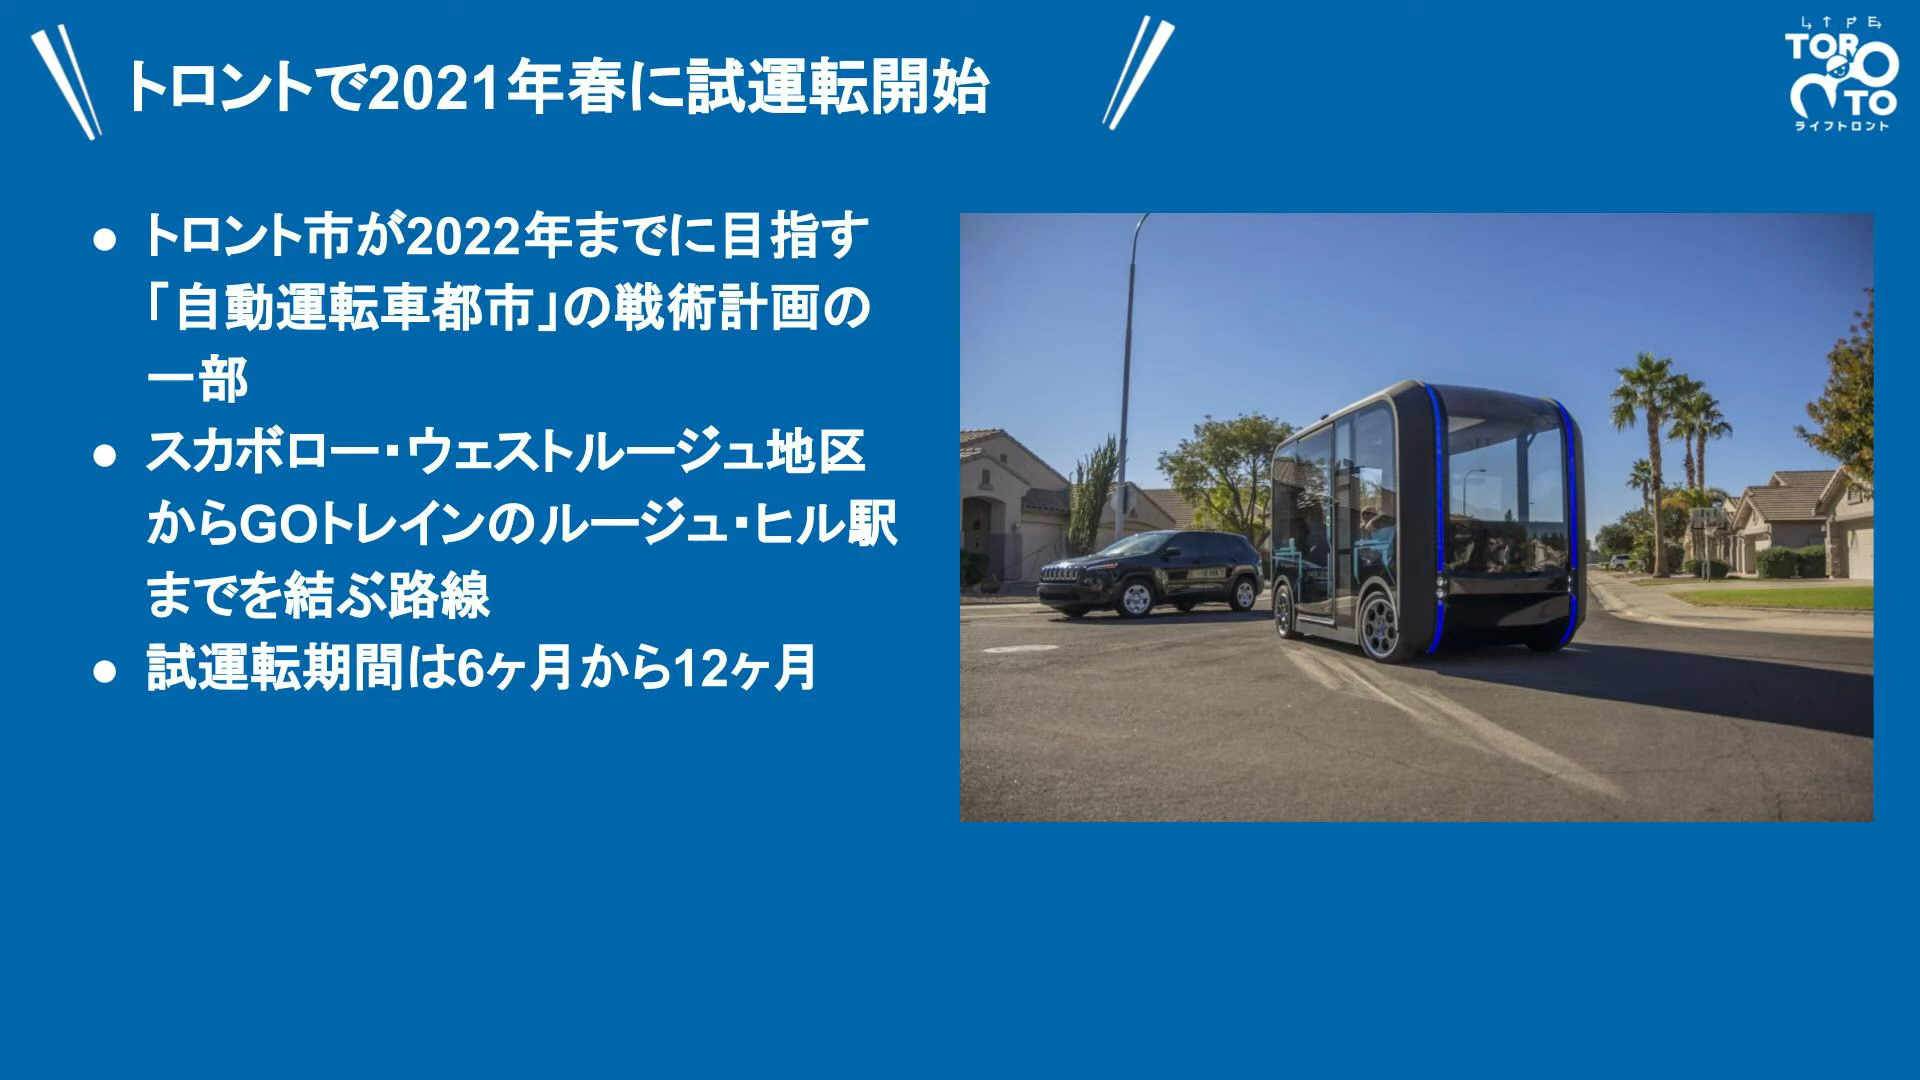 トロントで2021年春に試運転開始
LIFE
TORO
TO
ライフトロント
● トロント市が2022年までに目指す
「自動運転車都市」の戦術計画の
一部
● スカボロー・ウェストルージュ地区
からGOトレインのルージュ・ヒル駅
までを結ぶ路線
● 試運転期間は6ヶ月から12ヶ月